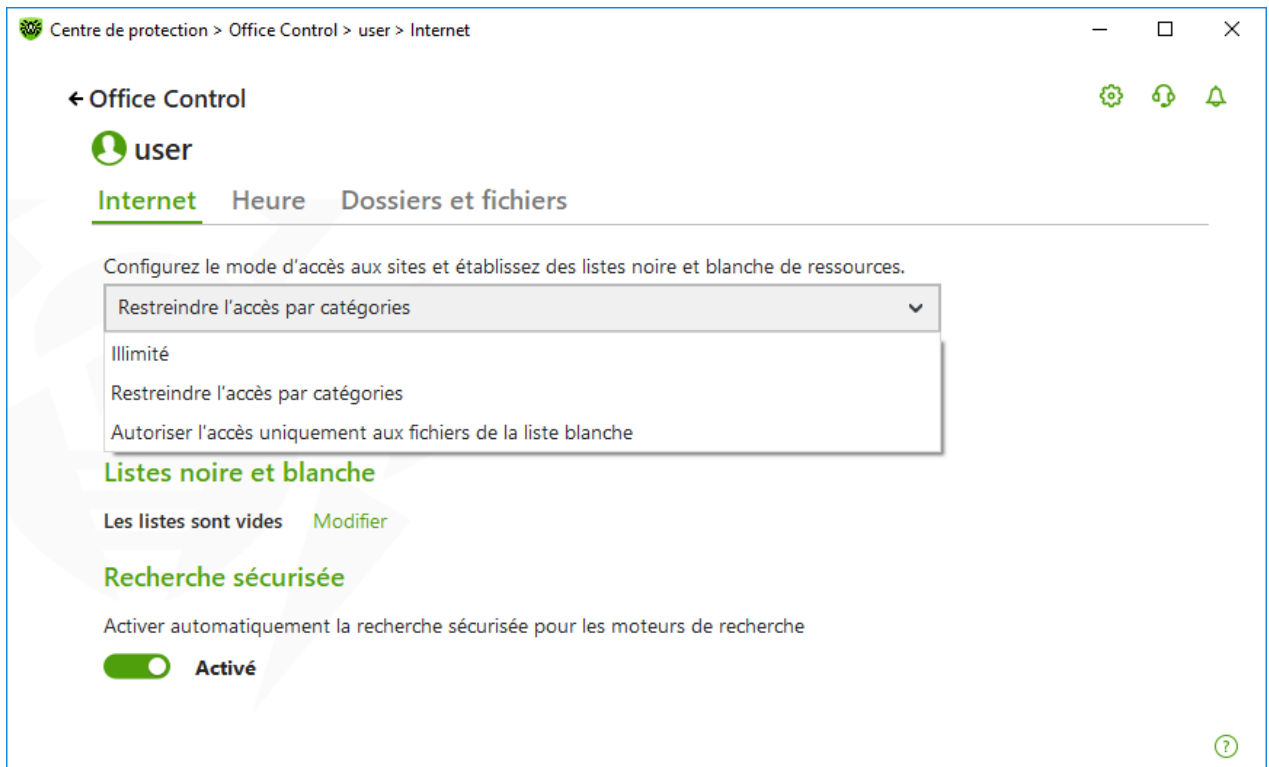 Centre de protection > Office Control > user > Internet
Office Control
user
Internet Heure Dossiers et fichiers
Configurez le mode d'accès aux sites et établissez des listes noire et blanche de ressources.
Restreindre l'accès par catégories
Illimité
Restreindre l'accès par catégories
Autoriser l'accès uniquement aux fichiers de la liste blanche
Listes noire et blanche
Les listes sont vides Modifier
Recherche sécurisée
Activer automatiquement la recherche sécurisée pour les moteurs de recherche
Activé
?